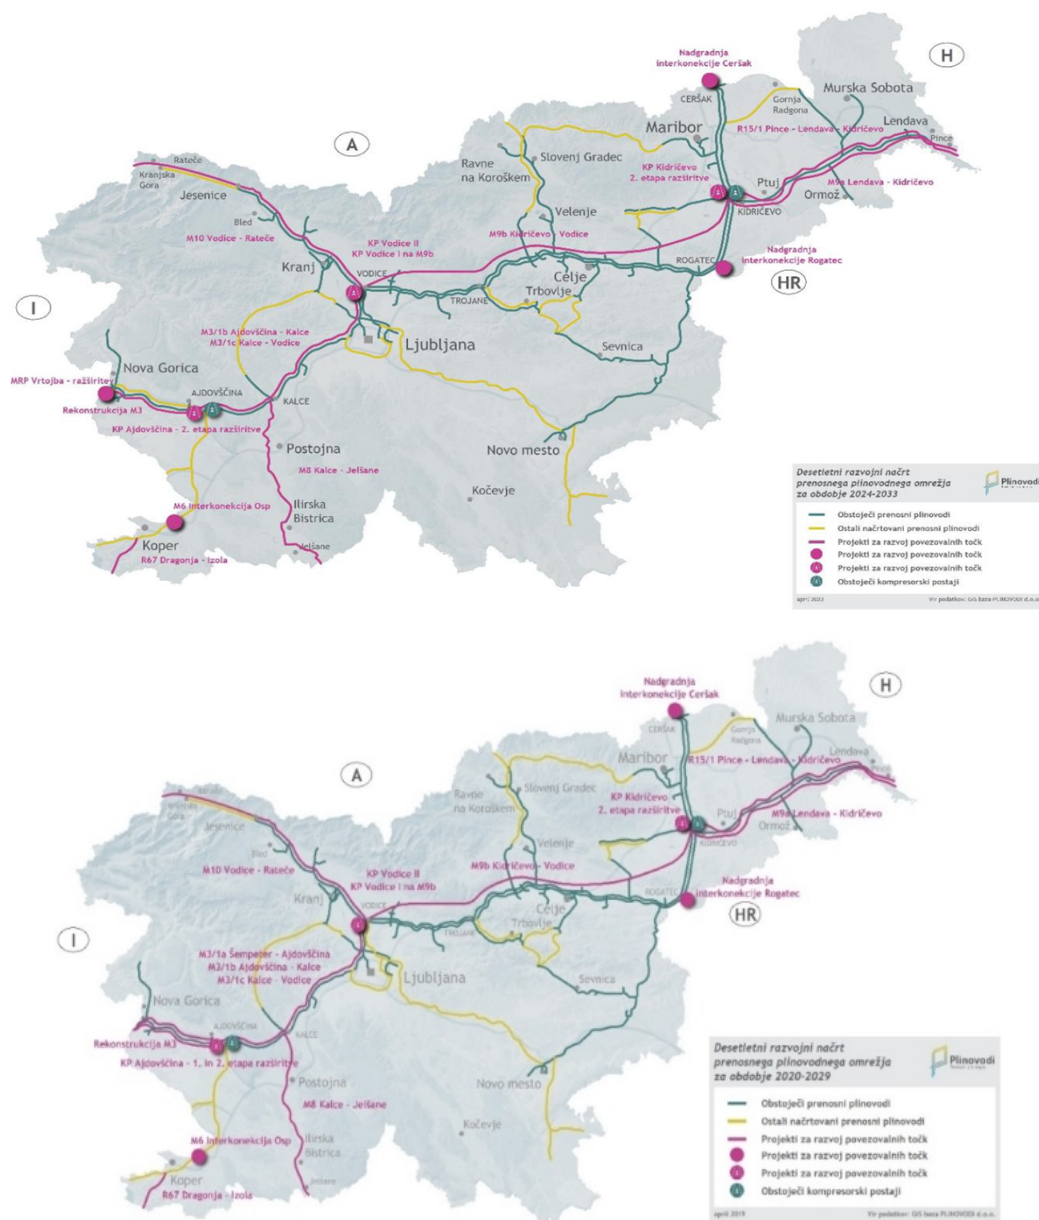 Nadgradnja
interkonekcije Ceršak
H
CERŠAK
Gornja
Radgona
Murska Sobota
Maribor
R15/1 Pince - Lendava - Kidričevo
Lendava
Pince
A
Ravne
na Koroškem
Slovenj Gradec
KP Kidričevo
2. etapa razširitve
Ptuj
M9a Lendava - Kidričevo
Ormož
KIDRIČEVO
Rateče
Kranjska
Gora
Jesenice
Bled
Velenje
M10 Vodice - Rateče
KP Vodice II
KP Vodice I na M9b
M9b Kidričevo - Vodice
Nadgradnja
interkonekcije Rogatec
ROGATEC
HR
Kranj
VODICE
Celje
TROJANE
Trbovlje
I
M3/1b Ajdovščina - Kalce
M3/1c Kalce - Vodice
Ljubljana
Sevnica
Nova Gorica
MRP Vrtojba - razširitev
AJDOVŠČINA
Rekonstrukcija M3
KALCE
KP Ajdovščina - 2. etapa razširitve
Postojna
Novo mesto
M8 Kalce - Jelšane
Kočevje
M6 Interkonekcija Osp
Ilirska
Bistrica
Koper
Jelšane
R67 Dragonja - Izola
Desetletni razvojni načrt
prenosnega plinovodnega omrežja
za obdobje 2024-2033
Plinovodi
Obstoječi prenosni plinovodi
Ostali načrtovani prenosni plinovodi
Projekti za razvoj povezovalnih točk
Projekti za razvoj povezovalnih točk
Projekti za razvoj povezovalnih točk
Obstoječi kompresorski postaji
april 2023
Vir podatkov: GIS baza PLINOVODI d.o.o.
Nadgradnja
interkonekcije Ceršak
H
CERŠAK
Gornja
Radgona
Murska Sobota
Maribor
R15/1 Pince - Lendava - Kidričevo
Lendava
Pince
A
Ravne
na Koroškem
Slovenj Gradec
KP Kidričevo
2. etapa razširitve
Ptuj
M9a Lendava - Kidričevo
Ormož
KIDRIČEVO
Gora
Jesenice
Bled
Velenje
M10 Vodice - Rateče
KP Vodice II
KP Vodice I na M9b
M9b Kidričevo - Vodice
Nadgradnja
interkonekcije Rogatec
ROGATEC
HR
Kranj
VODICE
Celje
TROJANE
Trbovlje
I
M3/1a Šempeter - Ajdovščina
M3/1b Ajdovščina - Kalce
M3/1c Kalce - Vodice
Ljubljana
Sevnica
Nova Gorica
AJDOVŠČINA
Rekonstrukcija M3
KALCE
KP Ajdovščina - 1. in 2. etapa razširitve
Postojna
Novo mesto
M8 Kalce - Jelšane
Kočevje
M6 Interkonekcija Osp
Ilirska
Bistrica
Koper
Jelšane
R67 Dragonja - Izola
Desetletni razvojni načrt
prenosnega plinovodnega omrežja
za obdobje 2020-2029
Plinovodi
Obstoječi prenosni plinovodi
Ostali načrtovani prenosni plinovodi
Projekti za razvoj povezovalnih točk
Projekti za razvoj povezovalnih točk
Projekti za razvoj povezovalnih točk
Obstoječi kompresorski postaji
april 2019
Vir podatkov: GIS baza PLINOVODI d.o.o.